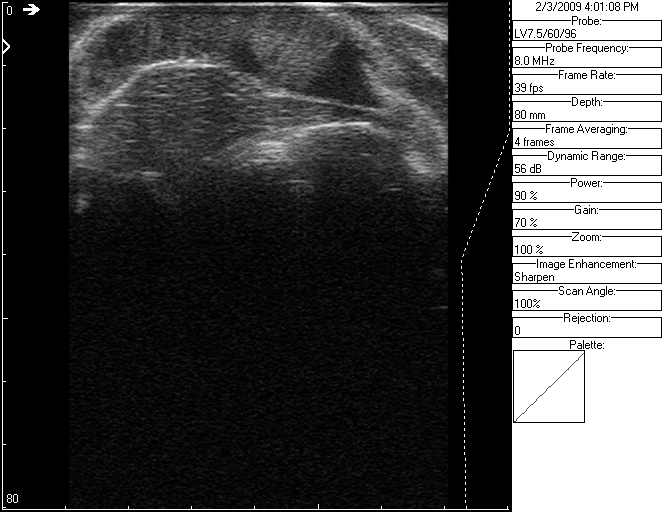 0
80
2/3/2009 4:01:08 PM
Probe:
LV7.5/60/96
Probe Frequency:
8.0 MHz
Frame Rate:
39 fps
Depth:
80 mm
Frame Averaging:
4 frames
Dynamic Range:
56 dB
Power:
90 %
Gain:
70 %
Zoom:
100 %
Image Enhancement:
Sharpen
Scan Angle:
100%
Rejection:
0
Palette: